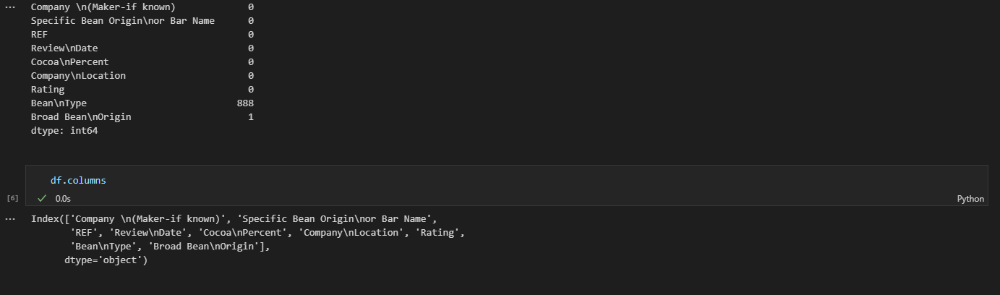 ... Company \n(Maker-if known) 0
Specific Bean Origin\nor Bar Name 0
REF 0
Review\nDate 0
Cocoa\nPercent 0
Company\nLocation 0
Rating 0
Bean\nType 888
Broad Bean\nOrigin 1
dtype: int64
df.columns
[6] 0.0s Python
... Index(['Company \n(Maker-if known)', 'Specific Bean Origin\nor Bar Name',
'REF', 'Review\nDate', 'Cocoa\nPercent', 'Company\nLocation', 'Rating',
'Bean\nType', 'Broad Bean\nOrigin'],
dtype='object')